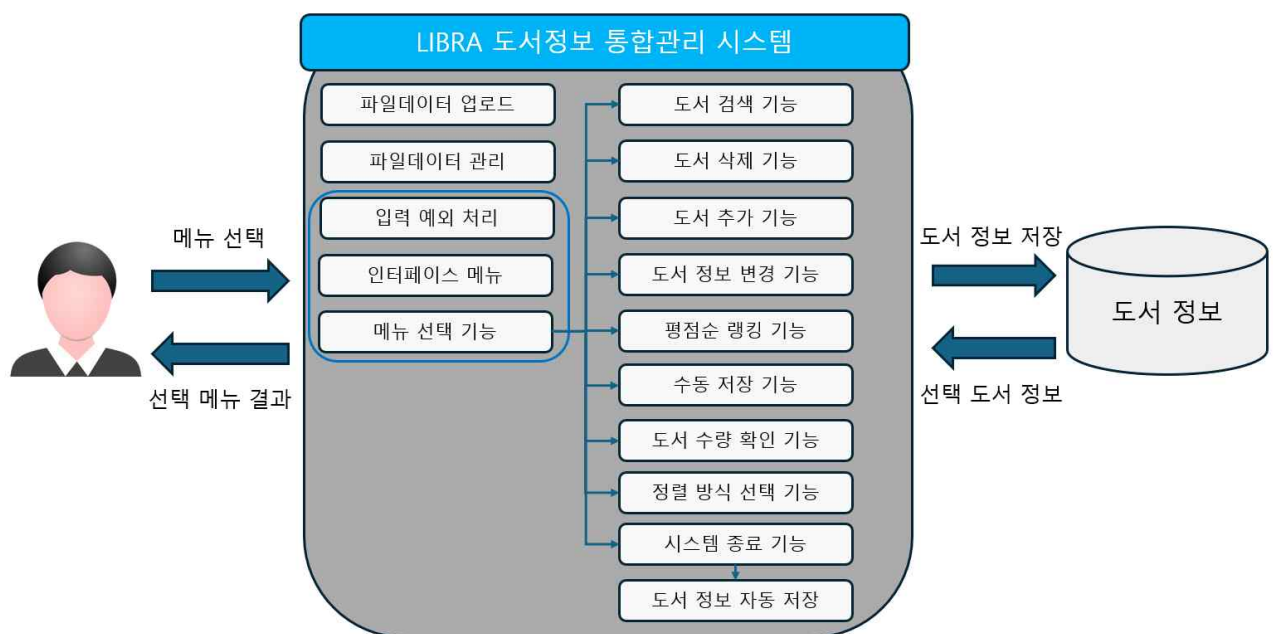 LIBRA 도서정보 통합관리 시스템
파일데이터 업로드
파일데이터 관리
입력 예외 처리
인터페이스 메뉴
메뉴 선택 기능
도서 검색 기능
도서 삭제 기능
도서 추가 기능
도서 정보 변경 기능
평점순 랭킹 기능
수동 저장 기능
도서 수량 확인 기능
정렬 방식 선택 기능
시스템 종료 기능
도서 정보 자동 저장
메뉴 선택
선택 메뉴 결과
도서 정보 저장
선택 도서 정보
도서 정보